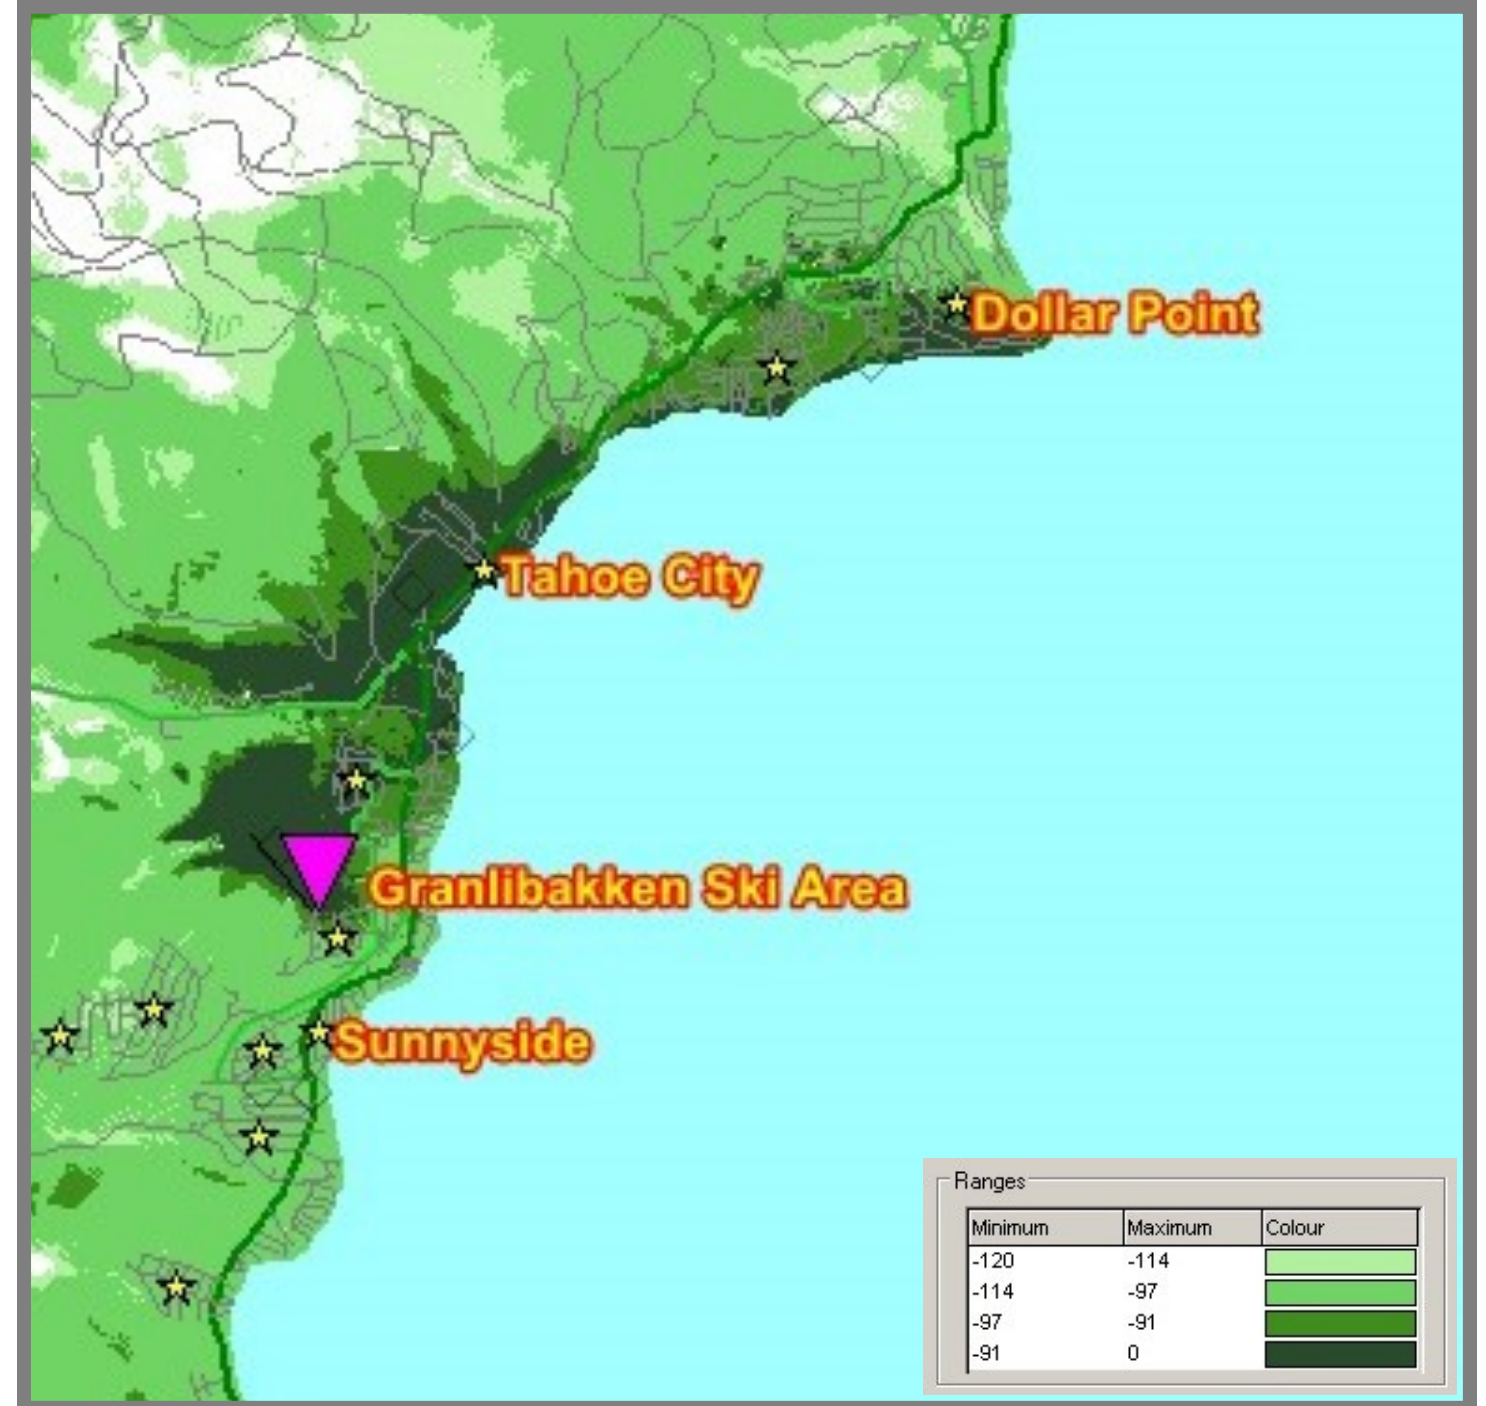 Dollar Point
Tahoe City
Granlibakken Ski Area
Sunnyside
Ranges
Minimum Maximum Colour
-120 -114
-114 -97
-97 -91
-91 0